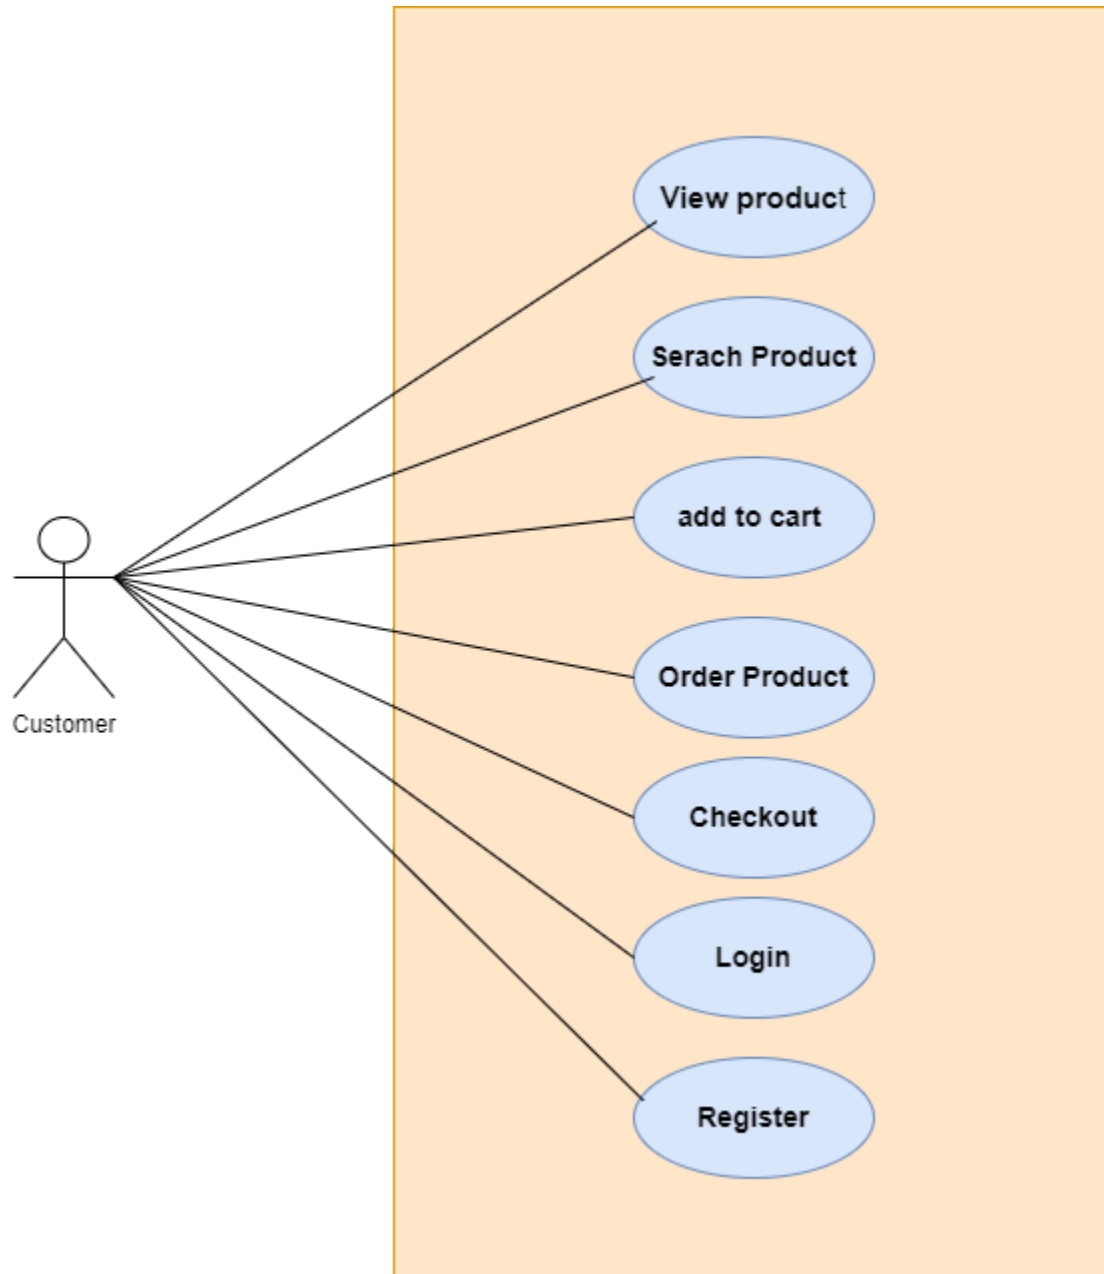 View product
Serach Product
add to cart
Order Product
Customer
Checkout
Login
Register